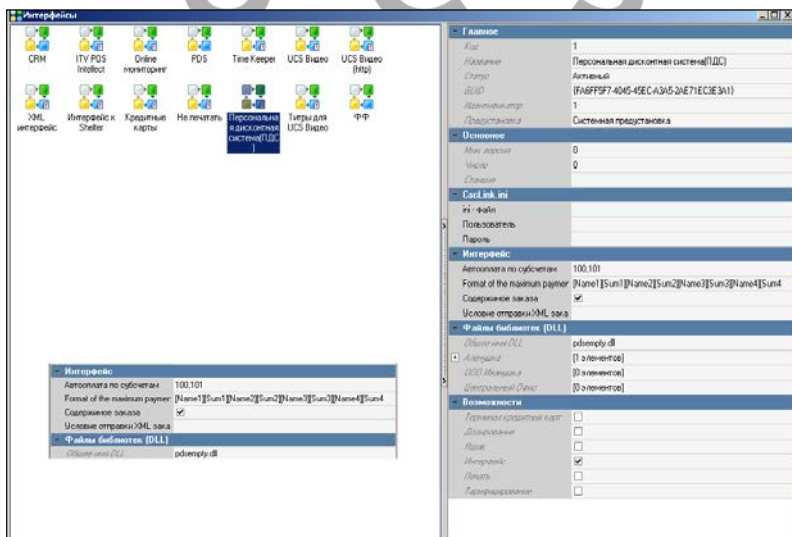 Интерфейсы
CRM
ITV POS Intellect
Online мониторинг
PDS
Time Keeper
UCS Видео
UCS Видео (http)
XML интерфейс
Интерфейс к Shelter
Кредитные карты
Не печатать
Персональная дисконтная система(ПДС)
Титры для UCS Видео
ФФ
Интерфейс
Автооплата по субсчетам 100,101
Format of the maximum paymer [Name1][Sum1][Name2][Sum2][Name3][Sum3][Name4][Sum4
Содержимое заказа
Условие отправки XML зака
Файлы библиотек (DLL)
Общее имя DLL pdsempty.dll
Главное
Код 1
Название Персональная дисконтная система(ПДС)
Статус Активный
GUID {FA6FF5F7-4045-45EC-A3A5-2AE71EC3E3A1}
Идентификатор 1
Предустановка Системная предустановка
Основное
Мин. версия 0
Число 0
Станция
CscLink.ini
ini - файл
Пользователь
Пароль
Интерфейс
Автооплата по субсчетам 100,101
Format of the maximum paymer [Name1][Sum1][Name2][Sum2][Name3][Sum3][Name4][Sum4
Содержимое заказа
Условие отправки XML зака
Файлы библиотек (DLL)
Общее имя DLL pdsempty.dll
[1 элементов]
[0 элементов]
Центральный Офис [0 элементов]
Возможности
Терминал кредитных карт
Дозирование
Интерфейс
Печать
Тарифицирование